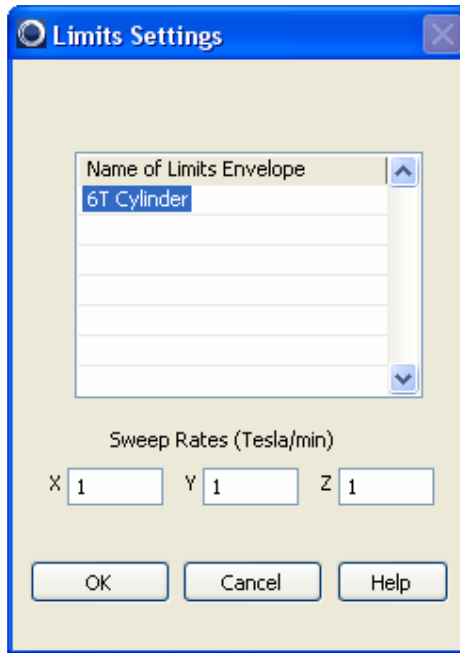 Limits Settings
Name of Limits Envelope
6T Cylinder
Sweep Rates (Tesla/min)
X 1 Y 1 Z 1
OK Cancel Help